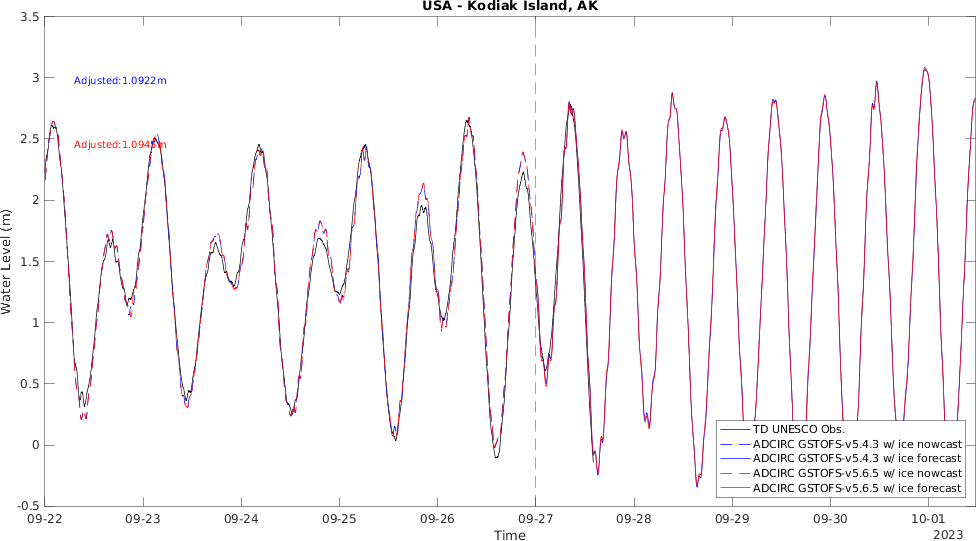 USA - Kodiak Island, AK
3.5
3
2.5
2
1.5
1
0.5
0
-0.5
Water Level (m)
Adjusted:1.0922m
Adjusted:1.0945m
TD UNESCO Obs.
ADCIRC GSTOFS-v5.4.3 w/ ice nowcast
ADCIRC GSTOFS-v5.4.3 w/ ice forecast
ADCIRC GSTOFS-v5.6.5 w/ ice nowcast
ADCIRC GSTOFS-v5.6.5 w/ ice forecast
09-22 09-23 09-24 09-25 09-26 09-27 09-28 09-29 09-30 10-01
Time
2023